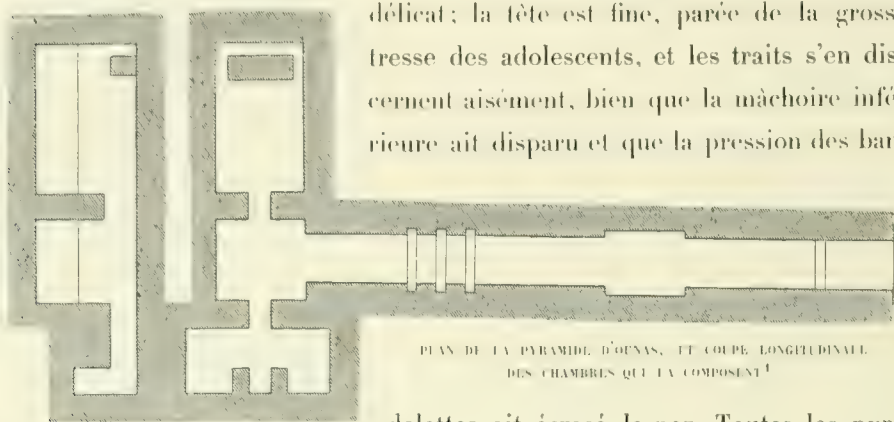 délicat; la tête est fine, parée de la gross
tresse des adolescents, et les traits s'en dis
cernent aisément, bien que la mâchoire infé
rieure ait disparu et que la pression des ban
PLAN DE LA PYRAMIDE D'OUNAS, ET COUPE LONGITUDINALE
DES CHAMBRES QUI LA COMPOSENT¹
delettes ait écrasé le nez. Toutes les